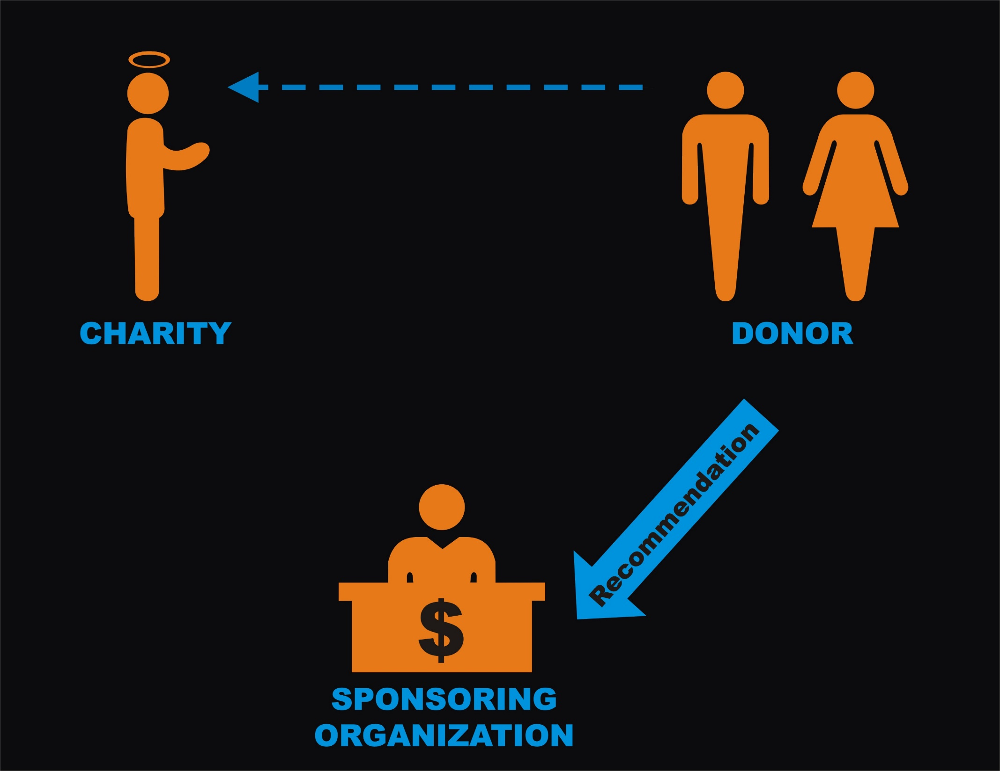 CHARITY
DONOR
Recommendation
$
SPONSORING
ORGANIZATION